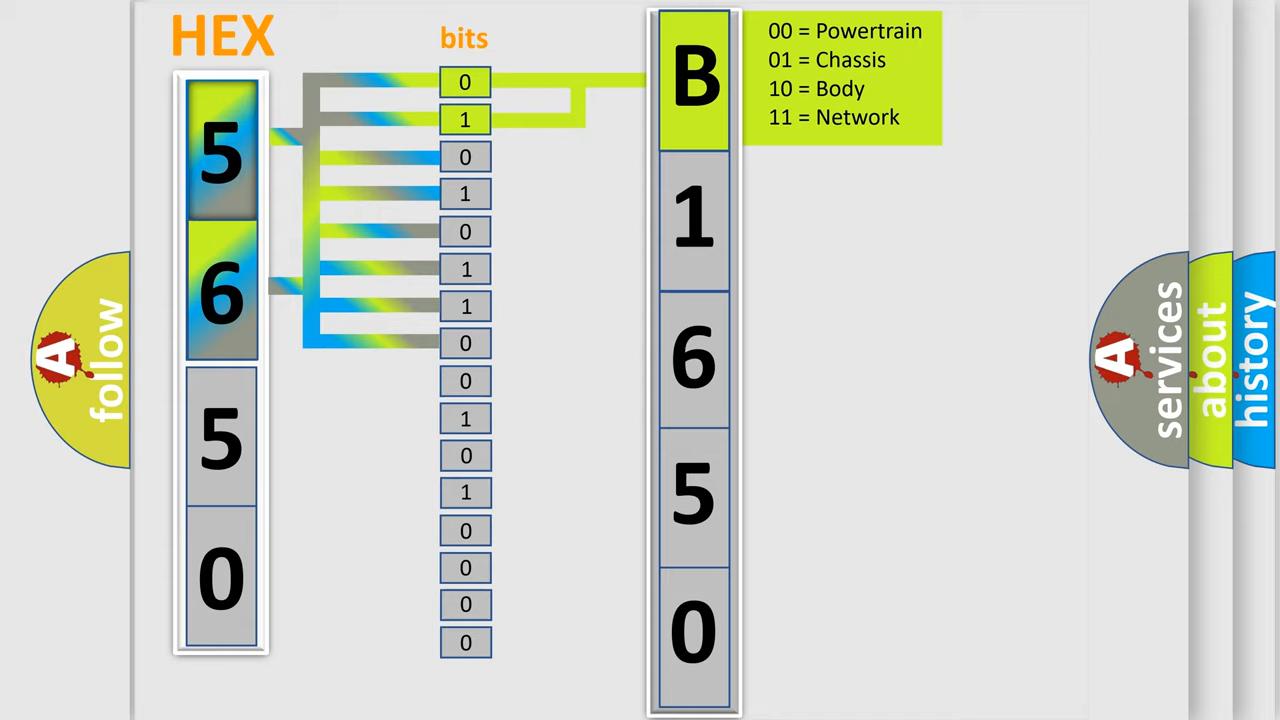 HEX
bits
5
6
5
0
0
1
0
1
0
1
1
0
0
1
0
1
0
0
0
0
B
1
6
5
0
00 = Powertrain
01 = Chassis
10 = Body
11 = Network
A
follow
A
services
about
history